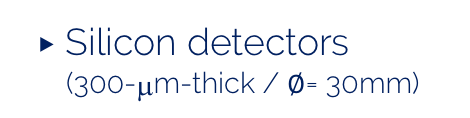 ▸ Silicon detectors
(300-μm-thick / Ø= 30mm)